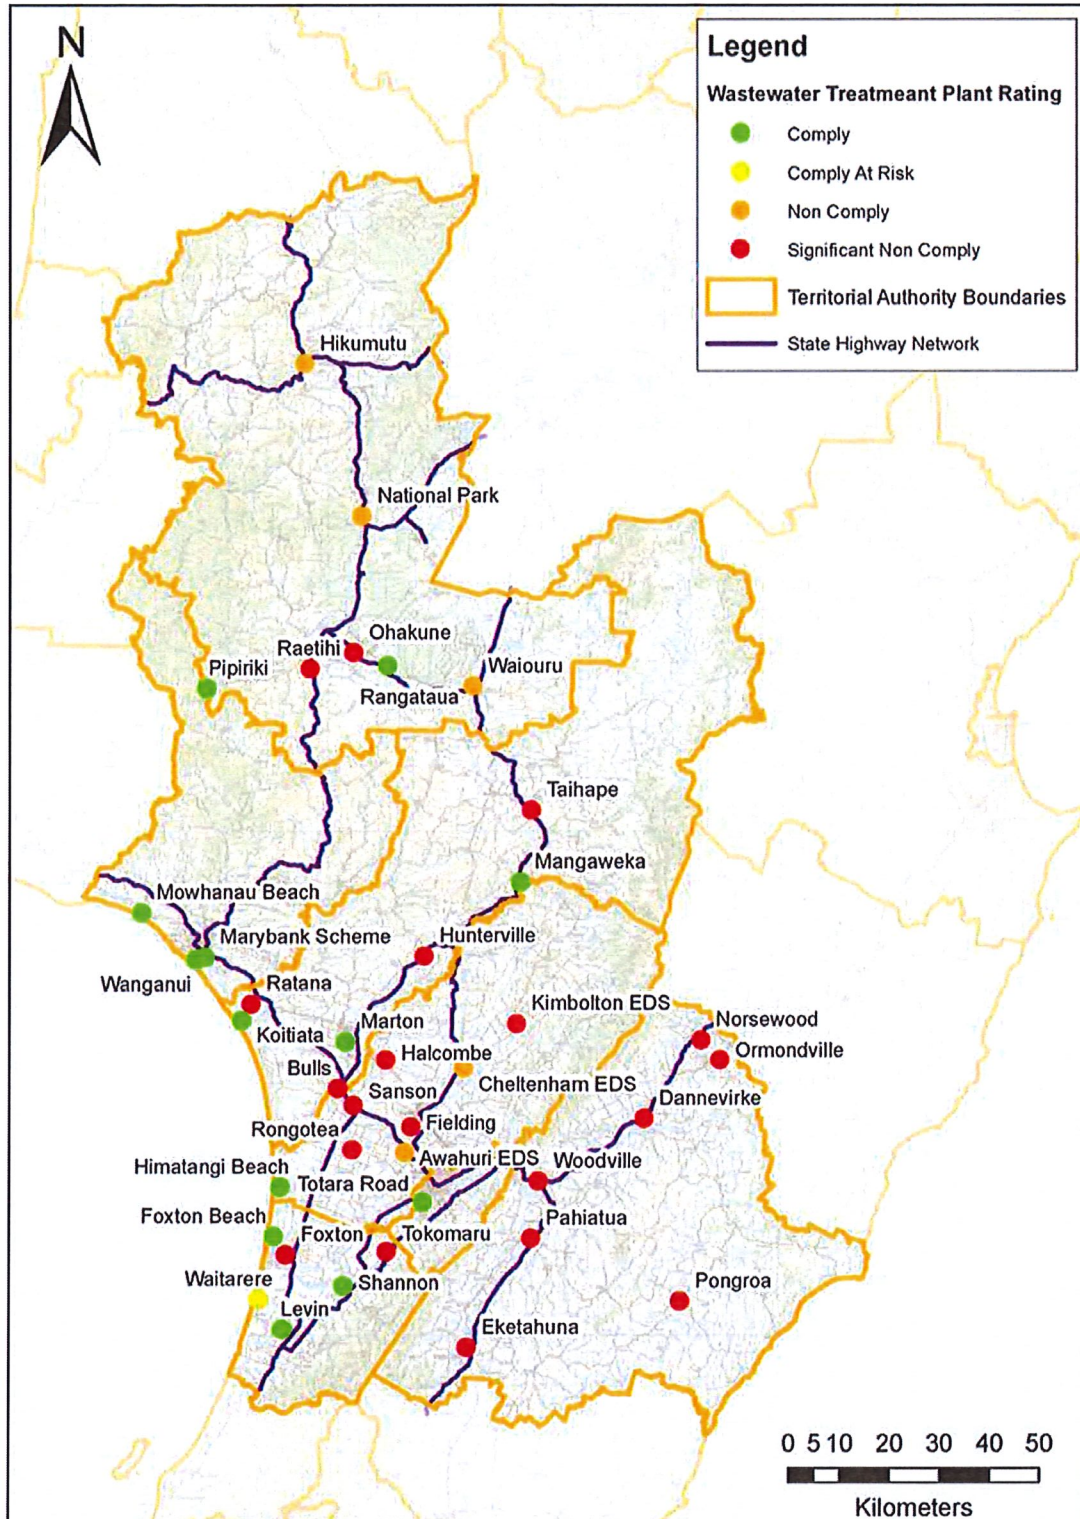 N
Legend
Wastewater Treatmeant Plant Rating
Comply
Comply At Risk
Non Comply
Significant Non Comply
Territorial Authority Boundaries
State Highway Network
Hikumutu
National Park
Ohakune
Raetihi
Pipiriki
Waiouru
Rangataua
Taihape
Mangaweka
Mowhanau Beach
Marybank Scheme
Hunterville
Wanganui
Ratana
Kimbolton EDS
Koitiata
Marton
Norsewood
Ormondville
Halcombe
Bulls
Cheltenham EDS
Sanson
Dannevirke
Fielding
Rongotea
Awahuri EDS
Woodville
Himatangi Beach
Totara Road
Foxton Beach
Pahiatua
Foxton
Tokomaru
Waitarere
Shannon
Pongroa
Levin
Eketahuna
0 5 10 20 30 40 50
Kilometers